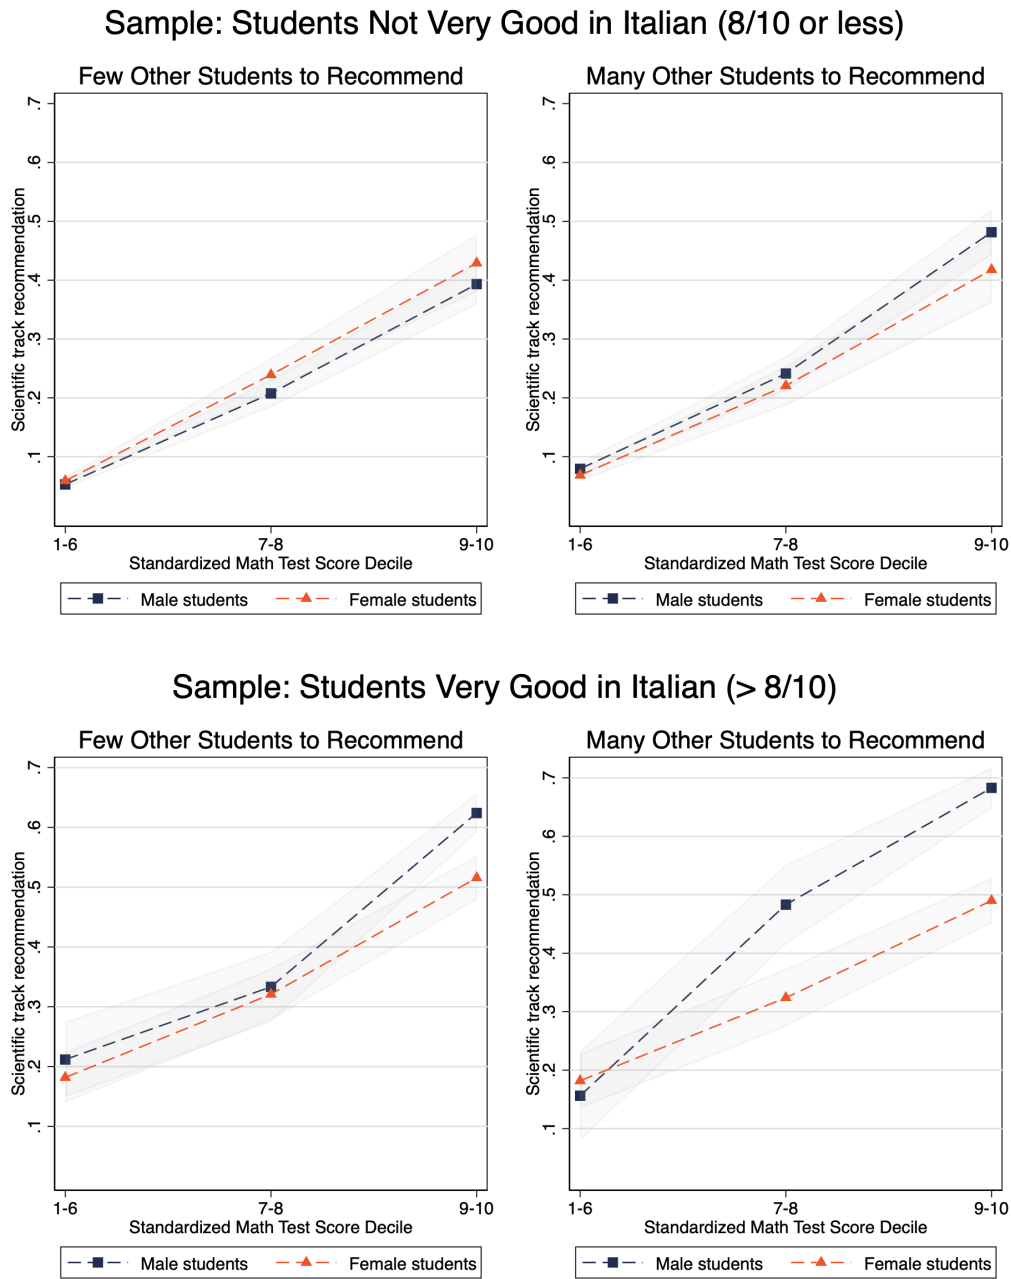 Sample: Students Not Very Good in Italian (8/10 or less)
Few Other Students to Recommend
Scientific track recommendation
.7
.6
.5
.4
.3
.2
.1
1-6 7-8 9-10
Standardized Math Test Score Decile
Male students Female students
Many Other Students to Recommend
Scientific track recommendation
.7
.6
.5
.4
.3
.2
.1
1-6 7-8 9-10
Standardized Math Test Score Decile
Male students Female students
Sample: Students Very Good in Italian (> 8/10)
Few Other Students to Recommend
Scientific track recommendation
.7
.6
.5
.4
.3
.2
.1
1-6 7-8 9-10
Standardized Math Test Score Decile
Male students Female students
Many Other Students to Recommend
Scientific track recommendation
.7
.6
.5
.4
.3
.2
.1
1-6 7-8 9-10
Standardized Math Test Score Decile
Male students Female students